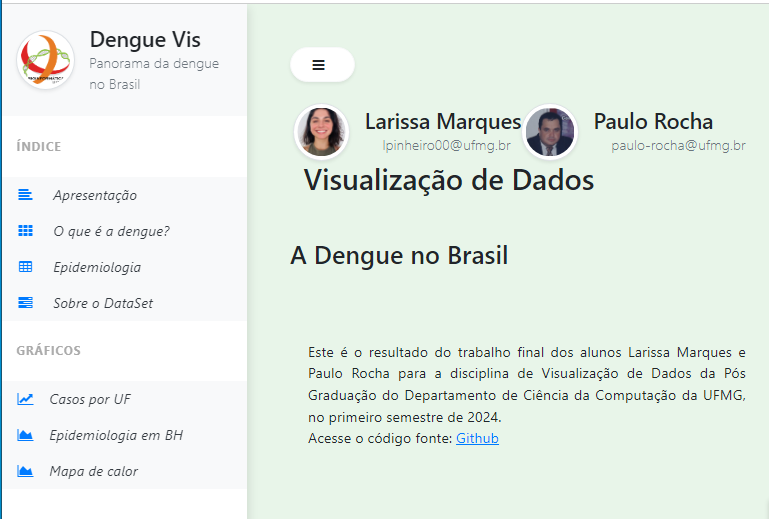 Dengue Vis
Panorama da dengue
no Brasil
ÍNDICE
Apresentação
O que é a dengue?
Epidemiologia
Sobre o DataSet
GRÁFICOS
Casos por UF
Epidemiologia em BH
Mapa de calor
Larissa Marques
lpinheiro00@ufmg.br
Paulo Rocha
paulo-rocha@ufmg.br
Visualização de Dados
A Dengue no Brasil
Este é o resultado do trabalho final dos alunos Larissa Marques e
Paulo Rocha para a disciplina de Visualização de Dados da Pós
Graduação do Departamento de Ciência da Computação da UFMG,
no primeiro semestre de 2024.
Acesse o código fonte: Github